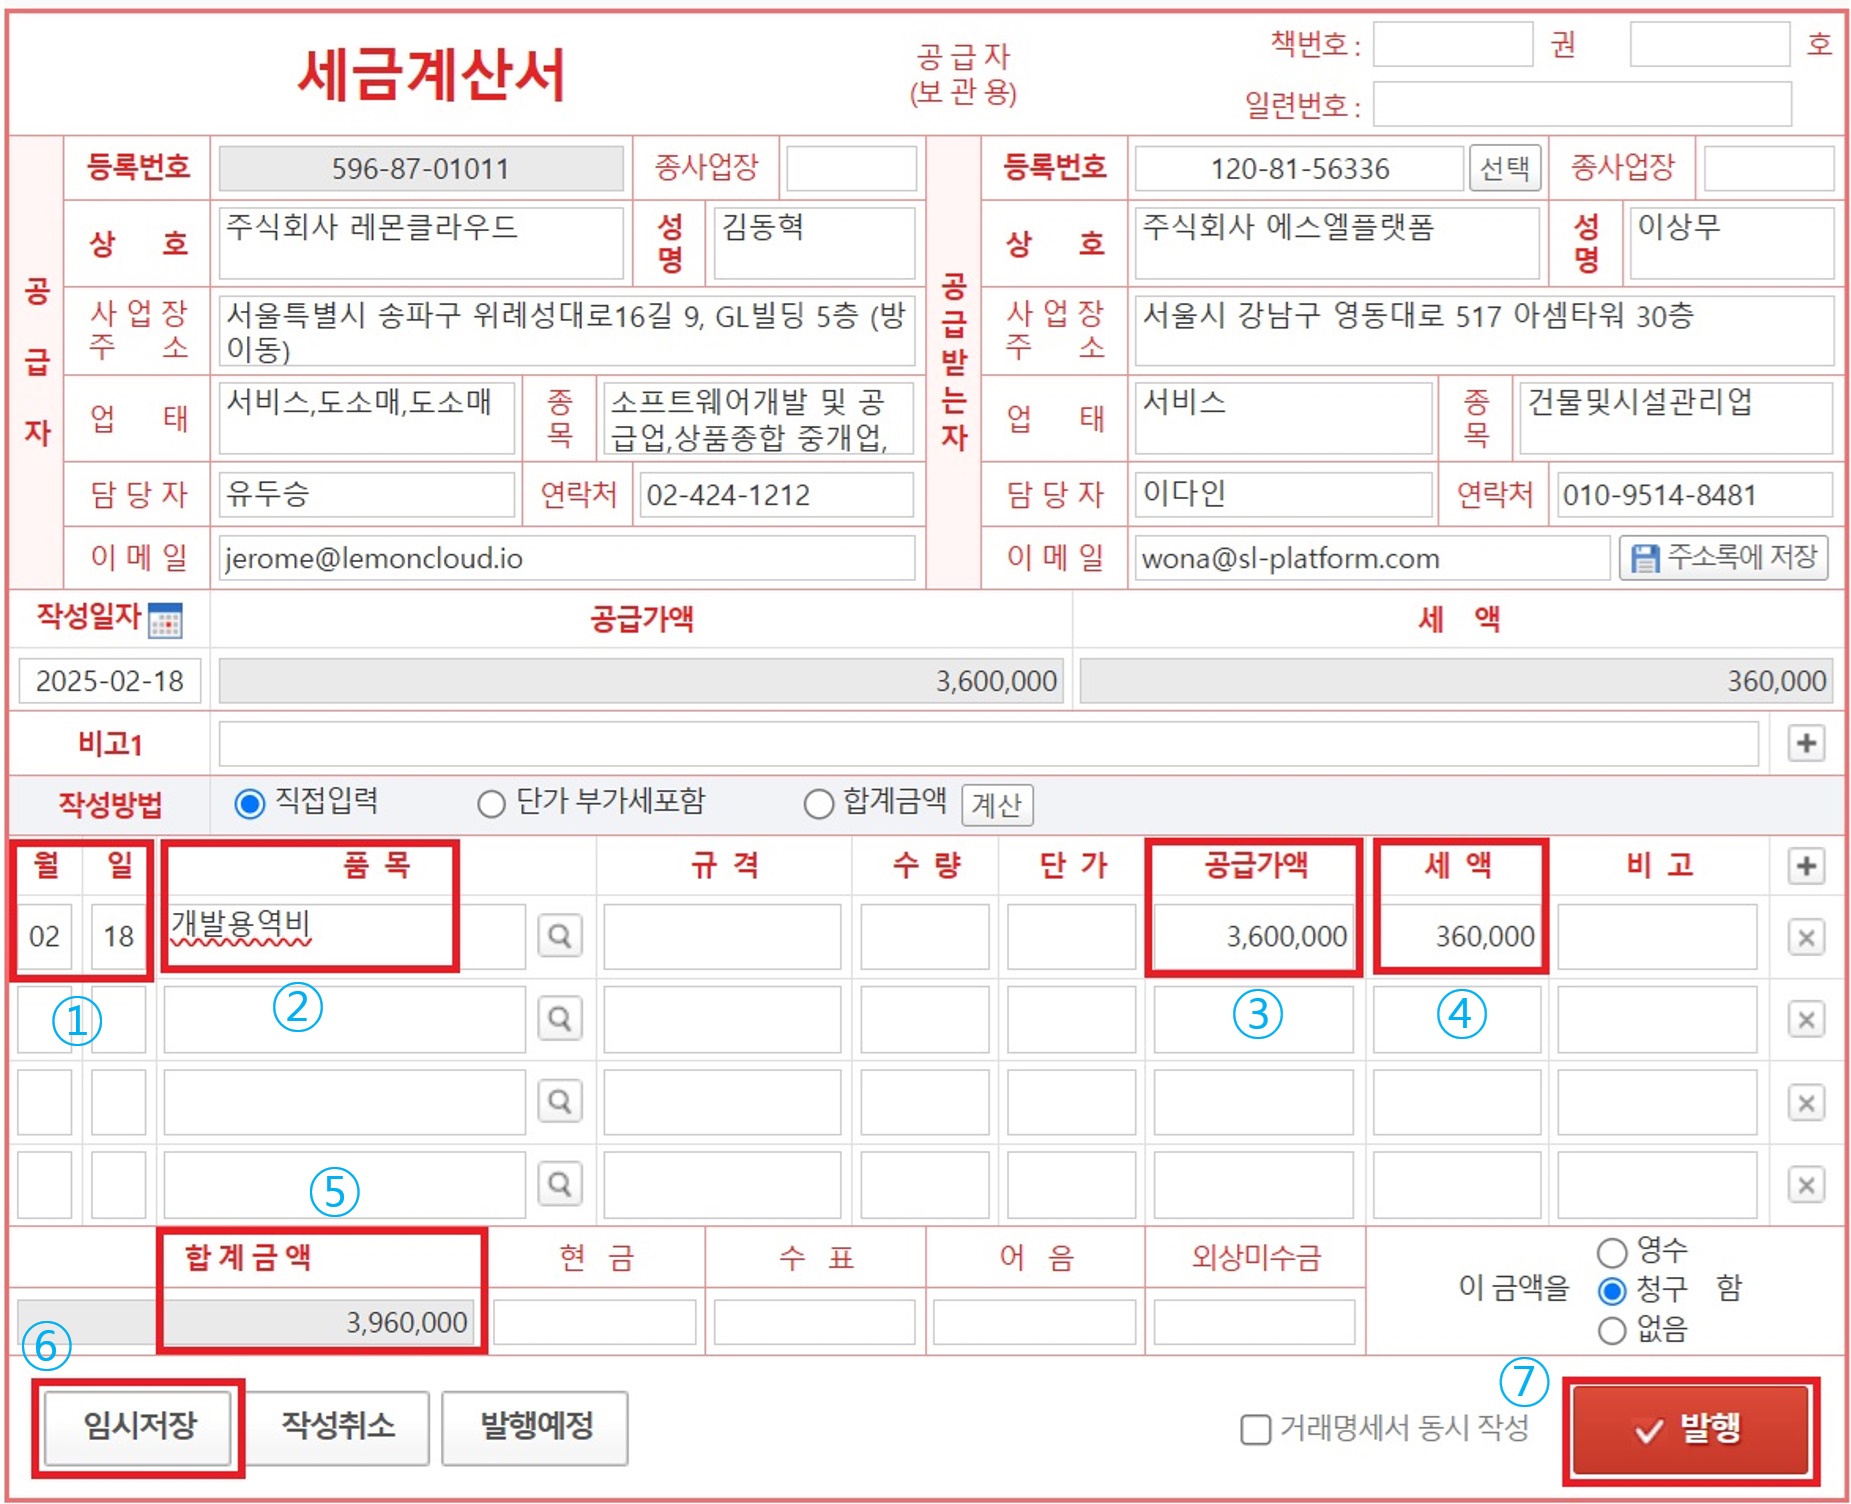 세금계산서
공 급 자
(보 관 용)
책번호 :
권
호
일련번호 :
공급자
등록번호 596-87-01011 종사업장
상 호 주식회사 레몬클라우드 성명 김동혁
사업장주소 서울특별시 송파구 위례성대로16길 9, GL빌딩 5층 (방
이동)
업 태 서비스,도소매,도소매 종목 소프트웨어개발 및 공
급업,상품종합 중개업,
담당자 유두승 연락처 02-424-1212
이메일 jerome@lemoncloud.io
공급받는자
등록번호 120-81-56336 선택 종사업장
상 호 주식회사 에스엘플랫폼 성명 이상무
사업장주소 서울시 강남구 영동대로 517 아셈타워 30층
업 태 서비스 종목 건물및시설관리업
담당자 이다인 연락처 010-9514-8481
이메일 wona@sl-platform.com 주소록에 저장
작성일자 공급가액 세 액
2025-02-18 3,600,000 360,000
비고1
작성방법 직접입력 단가 부가세포함 합계금액 계산
월 일 품 목 규 격 수 량 단 가 공급가액 세 액 비 고
02 18 개발용역비 3,600,000 360,000
① ② ③ ④
⑤
합 계 금 액 현 금 수 표 어 음 외상미수금
3,960,000
이 금액을 영수 청구 없음 함
⑥ ⑦
임시저장 작성취소 발행예정 거래명세서 동시 작성 발행